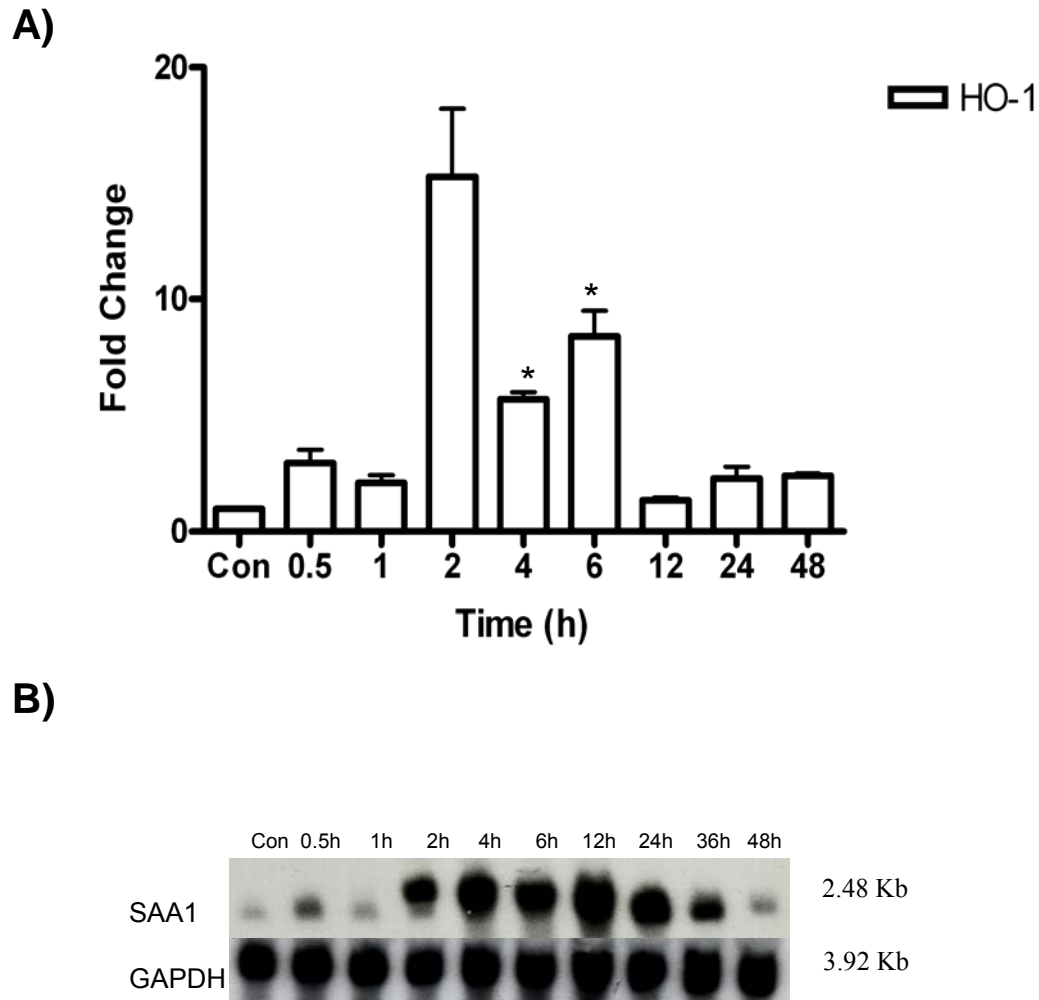 A)
20
10
0
Fold Change
HO-1
*
*
Con 0.5 1 2 4 6 12 24 48
Time (h)
B)
Con 0.5h 1h 2h 4h 6h 12h 24h 36h 48h
SAA1 2.48 Kb
GAPDH 3.92 Kb